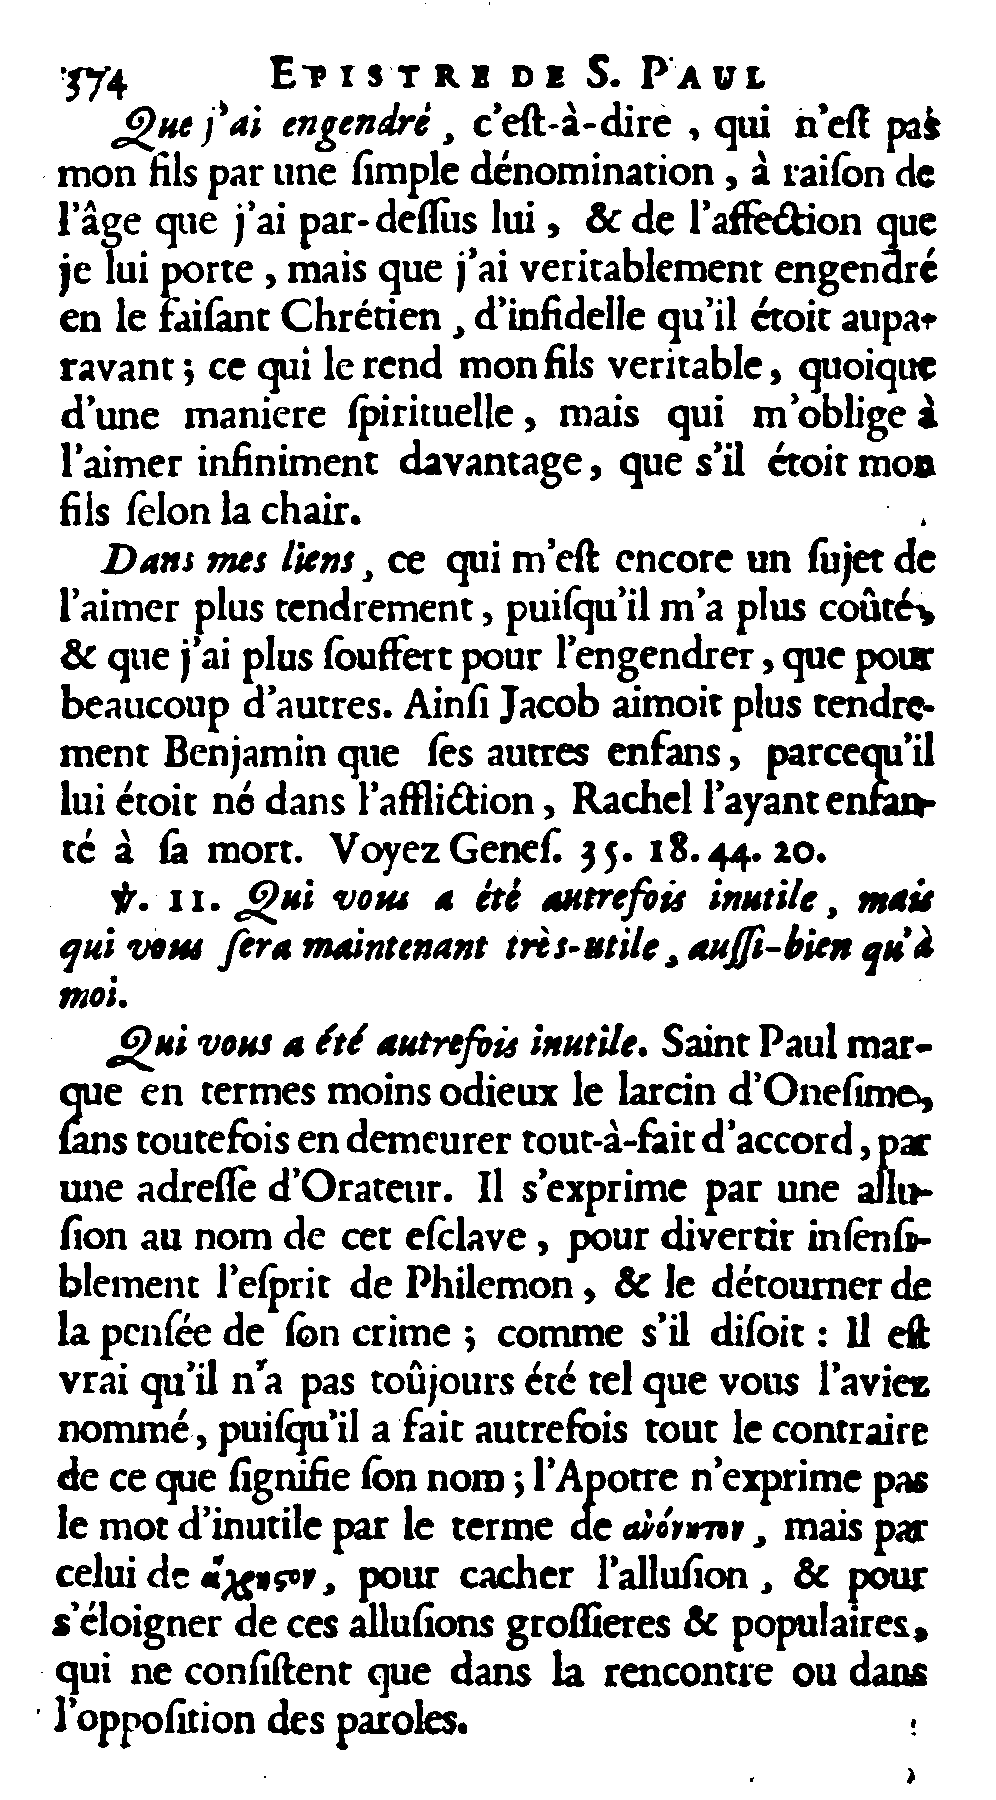 374 EPISTRE DE S. PAUL
Que j'ai engendré, c'eſt-à-dire, qui n'eſt pas
mon fils par une ſimple dénomination, à raiſon de
l'âge que j'ai par-deſſus lui, & de l'affection que
je lui porte, mais que j'ai veritablement engendré
en le faiſant Chrétien, d'infidelle qu'il étoit aupa-
ravant; ce qui le rend mon fils veritable, quoique
d'une maniere ſpirituelle, mais qui m'oblige à
l'aimer infiniment davantage, que s'il étoit mon
fils ſelon la chair.
Dans mes liens, ce qui m'eſt encore un ſujet de
l'aimer plus tendrement, puiſqu'il m'a plus coûté,
& que j'ai plus ſouffert pour l'engendrer, que pour
beaucoup d'autres. Ainſi Jacob aimoit plus tendre-
ment Benjamin que ſes autres enfans, parcequ'il
lui étoit né dans l'affliction, Rachel l'ayant enfan-
té à ſa mort. Voyez Geneſ. 35. 18. 44. 20.
℣. 11. Qui vous a été autrefois inutile, mais
qui vous ſera maintenant très-utile, auſſi-bien qu'à
moi.
Qui vous a été autrefois inutile. Saint Paul mar-
que en termes moins odieux le larcin d'Oneſime,
ſans toutefois en demeurer tout-à-fait d'accord, par
une adreſſe d'Orateur. Il s'exprime par une allu-
ſion au nom de cet eſclave, pour divertir inſenſi-
blement l'eſprit de Philemon, & le détourner de
la penſée de ſon crime; comme s'il diſoit: Il eſt
vrai qu'il n'a pas toûjours été tel que vous l'aviez
nommé, puiſqu'il a fait autrefois tout le contraire
de ce que ſignifie ſon nom; l'Apotre n'exprime pas
le mot d'inutile par le terme de ἀνόνητον, mais par
celui de ἄχρηςον, pour cacher l'alluſion, & pour
s'éloigner de ces alluſions groſſieres & populaires,
qui ne conſiſtent que dans la rencontre ou dans
l'oppoſition des paroles.